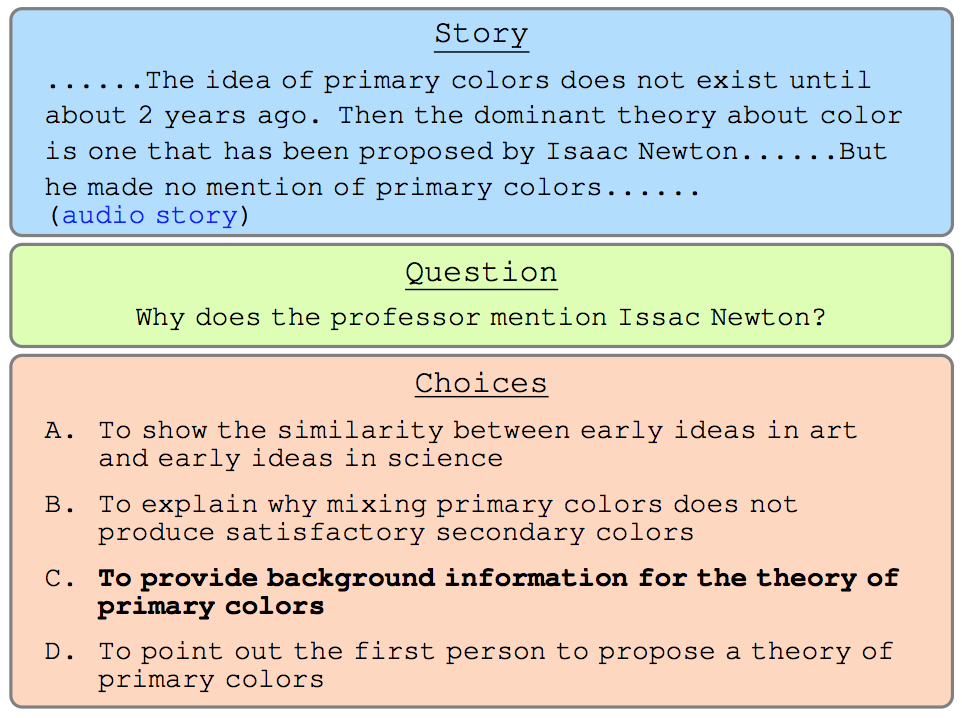 Story
......The idea of primary colors does not exist until
about 2 years ago. Then the dominant theory about color
is one that has been proposed by Isaac Newton......But
he made no mention of primary colors......
(audio story)
Question
Why does the professor mention Issac Newton?
Choices
A. To show the similarity between early ideas in art
and early ideas in science
B. To explain why mixing primary colors does not
produce satisfactory secondary colors
C. To provide background information for the theory of
primary colors
D. To point out the first person to propose a theory of
primary colors